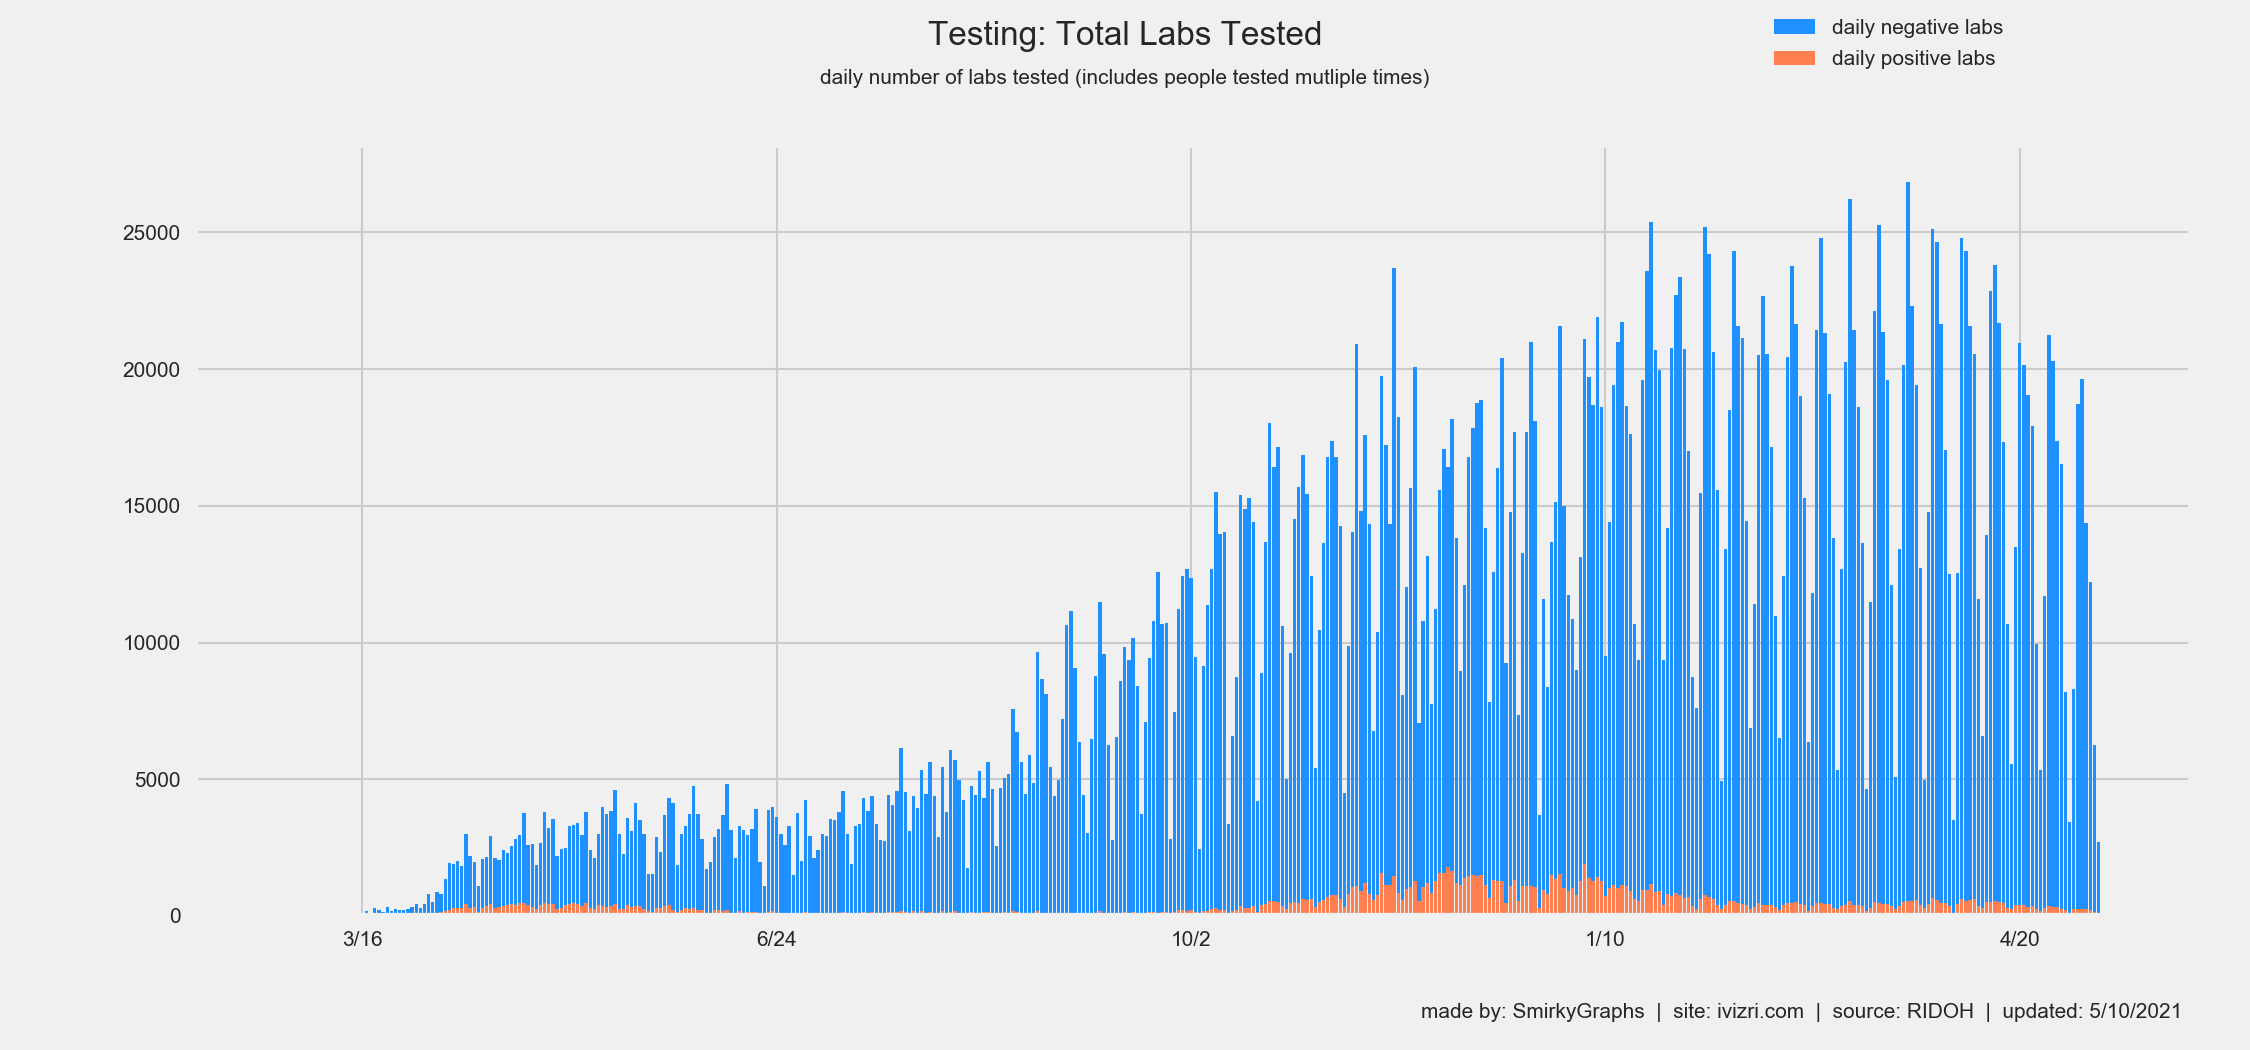 Testing: Total Labs Tested
daily number of labs tested (includes people tested mutliple times)
daily negative labs
daily positive labs
25000
20000
15000
10000
5000
0
3/16 6/24 10/2 1/10 4/20
made by: SmirkyGraphs | site: ivizri.com | source: RIDOH | updated: 5/10/2021